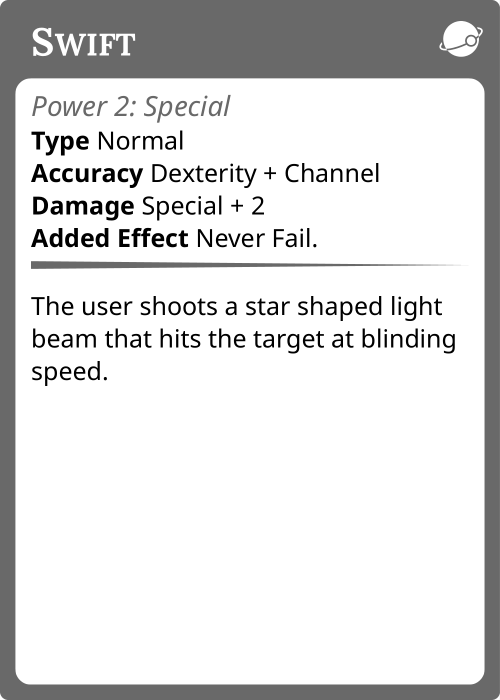 Swift
Power 2: Special
Type Normal
Accuracy Dexterity + Channel
Damage Special + 2
Added Effect Never Fail.
The user shoots a star shaped light
beam that hits the target at blinding
speed.